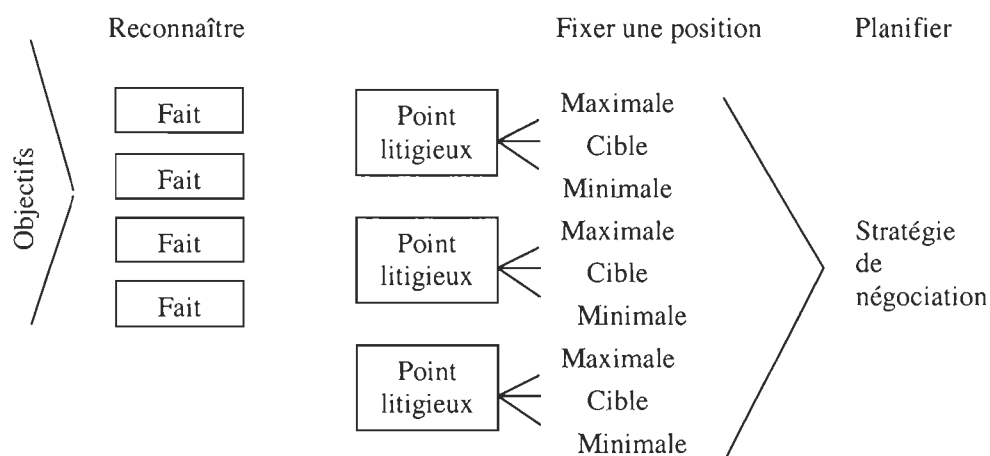 Reconnaître
Fixer une position
Planifier
Objectifs
Fait
Fait
Fait
Fait
Point
litigieux
Maximale
Cible
Minimale
Point
litigieux
Maximale
Cible
Minimale
Point
litigieux
Maximale
Cible
Minimale
Stratégie
de
négociation